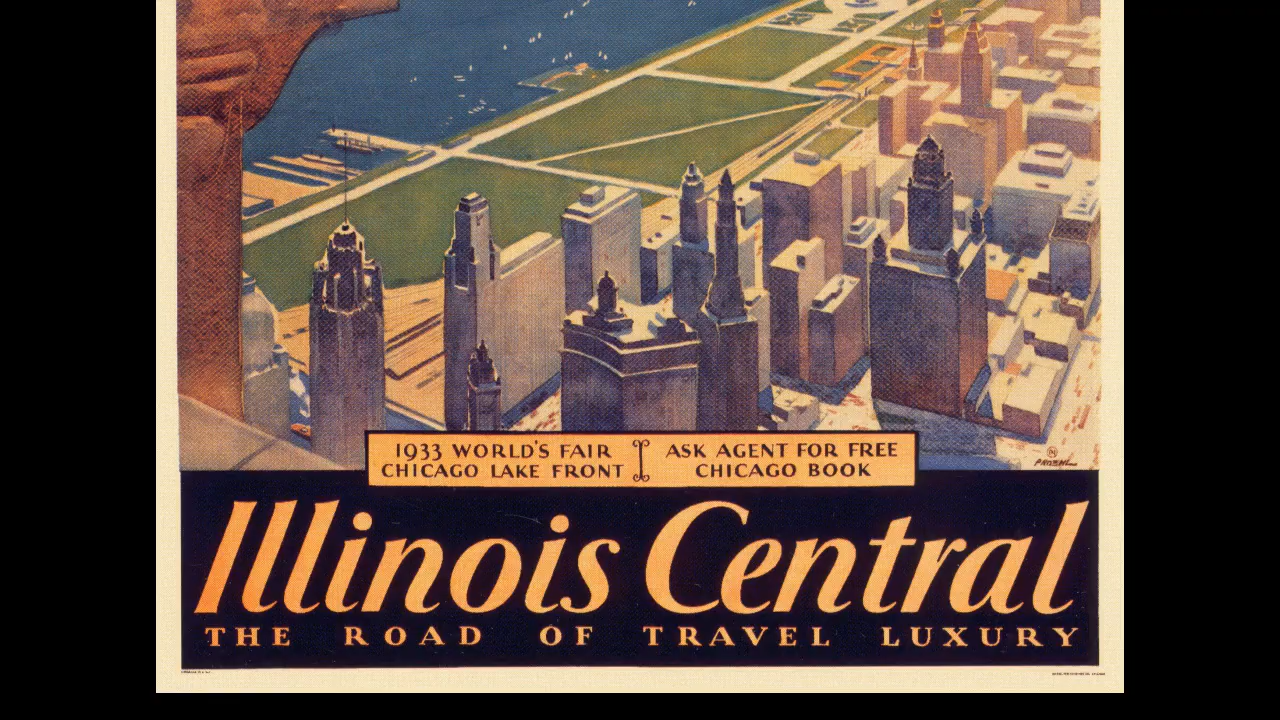 1933 WORLD'S FAIR
CHICAGO LAKE FRONT
ASK AGENT FOR FREE
CHICAGO BOOK
Illinois Central
THE ROAD OF TRAVEL LUXURY